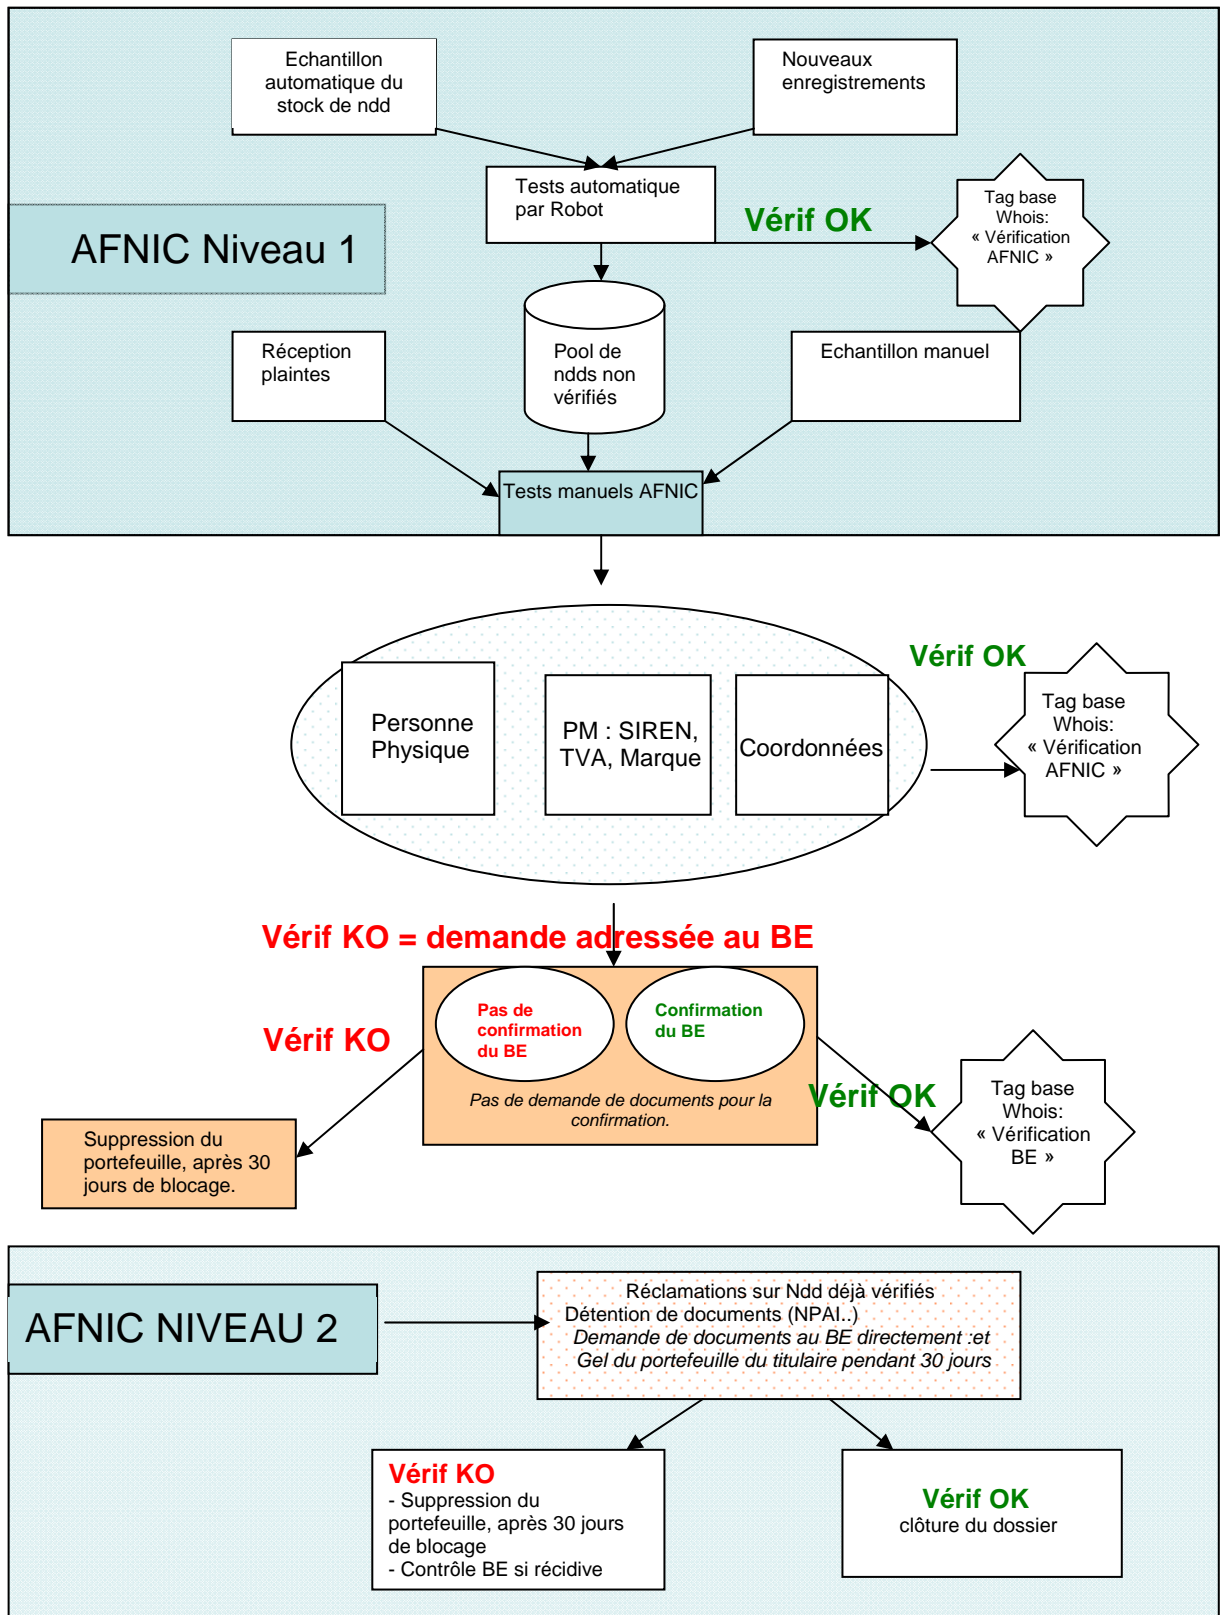 Echantillon
automatique du
stock de ndd
Nouveaux
enregistrements
Tests automatique
par Robot
Vérif OK
Tag base
Whois:
« Vérification
AFNIC »
AFNIC Niveau 1
Réception
plaintes
Pool de
ndds non
vérifiés
Echantillon manuel
Tests manuels AFNIC
Vérif OK
Personne
Physique
PM : SIREN,
TVA, Marque
Coordonnées
Tag base
Whois:
« Vérification
AFNIC »
Vérif KO = demande adressée au BE
Vérif KO
Pas de
confirmation
du BE
Confirmation
du BE
Pas de demande de documents pour la
confirmation.
Vérif OK
Tag base
Whois:
« Vérification
BE »
Suppression du
portefeuille, après 30
jours de blocage.
AFNIC NIVEAU 2
Réclamations sur Ndd déjà vérifiés
Détention de documents (NPAI..)
Demande de documents au BE directement :et
Gel du portefeuille du titulaire pendant 30 jours
Vérif KO
- Suppression du
portefeuille, après 30 jours
de blocage
- Contrôle BE si récidive
Vérif OK
clôture du dossier